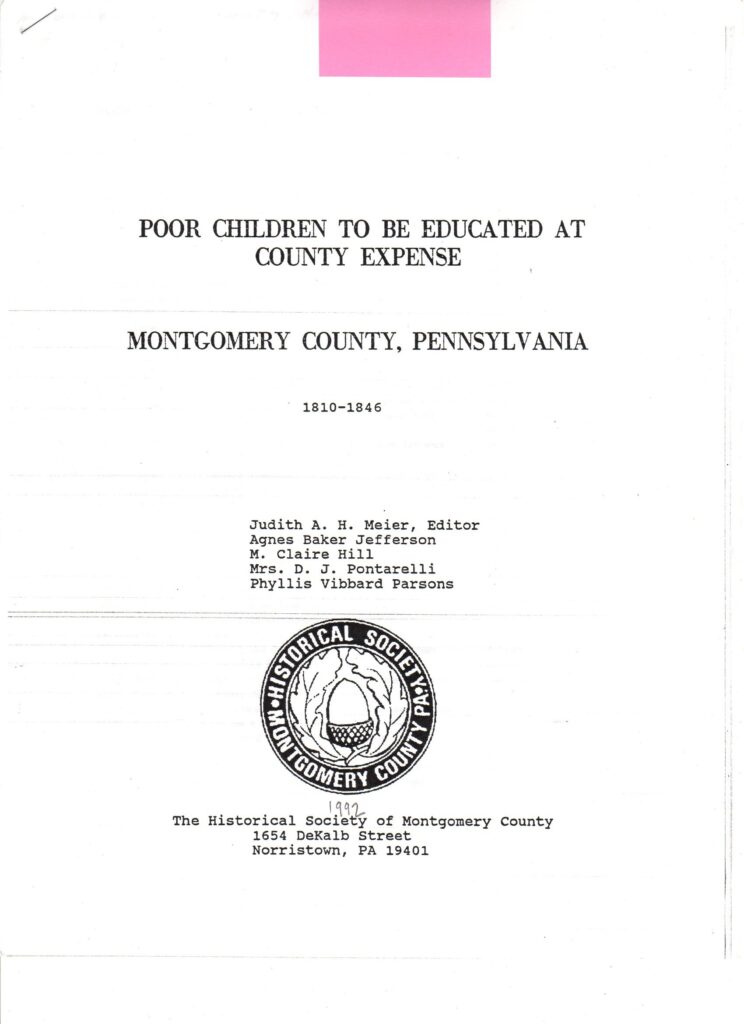 POOR CHILDREN TO BE EDUCATED AT
COUNTY EXPENSE
MONTGOMERY COUNTY, PENNSYLVANIA
1810-1846
Judith A. H. Meier, Editor
Agnes Baker Jefferson
M. Claire Hill
Mrs. D. J. Pontarelli
Phyllis Vibbard Parsons
HISTORICAL SOCIETY
MONTGOMERY COUNTY PA
1992
The Historical Society of Montgomery County
1654 DeKalb Street
Norristown, PA 19401